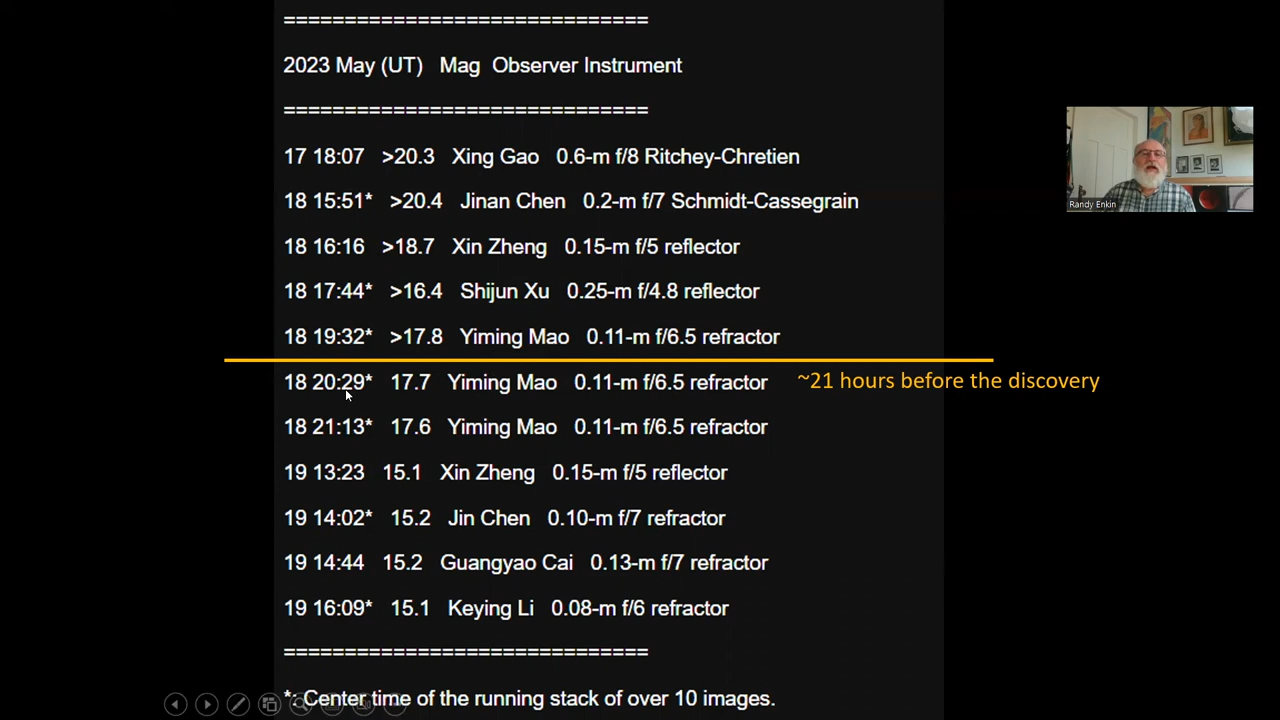 =============================
2023 May (UT) Mag Observer Instrument
=============================
17 18:07 >20.3 Xing Gao 0.6-m f/8 Ritchey-Chretien
18 15:51* >20.4 Jinan Chen 0.2-m f/7 Schmidt-Cassegrain
18 16:16 >18.7 Xin Zheng 0.15-m f/5 reflector
18 17:44* >16.4 Shijun Xu 0.25-m f/4.8 reflector
18 19:32* >17.8 Yiming Mao 0.11-m f/6.5 refractor
18 20:29* 17.7 Yiming Mao 0.11-m f/6.5 refractor ~21 hours before the discovery
18 21:13* 17.6 Yiming Mao 0.11-m f/6.5 refractor
19 13:23 15.1 Xin Zheng 0.15-m f/5 reflector
19 14:02* 15.2 Jin Chen 0.10-m f/7 refractor
19 14:44 15.2 Guangyao Cai 0.13-m f/7 refractor
19 16:09* 15.1 Keying Li 0.08-m f/6 refractor
=============================
*: Center time of the running stack of over 10 images.
Randy Enkin